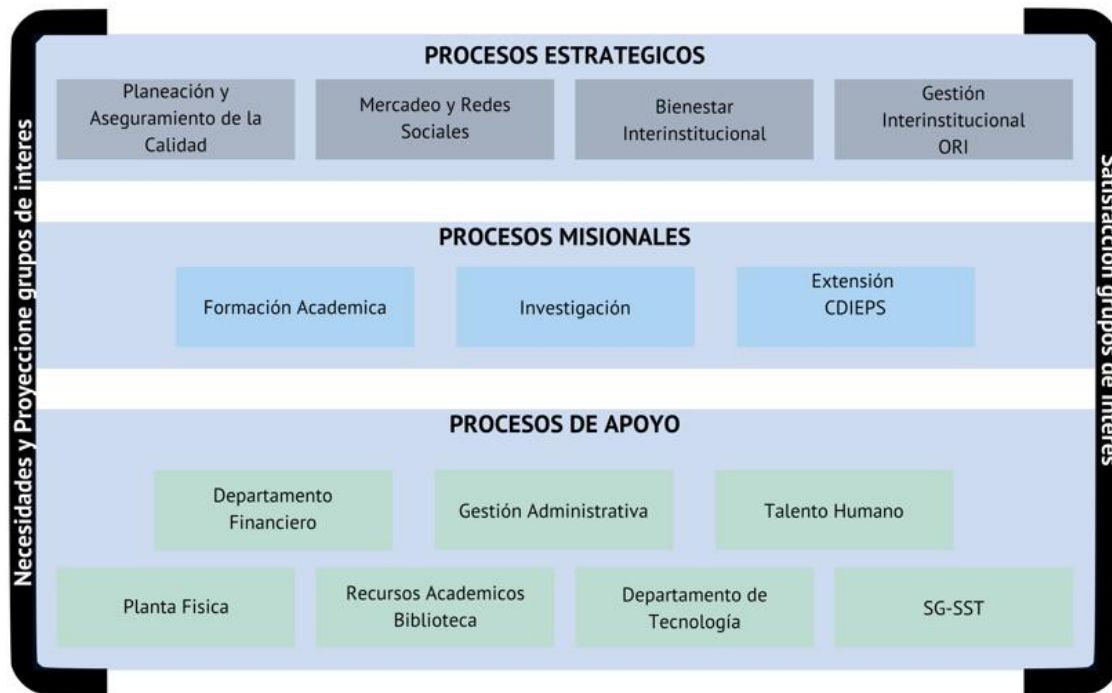 PROCESOS ESTRATEGICOS
Planeación y
Aseguramiento de la
Calidad
Mercadeo y Redes
Sociales
Bienestar
Interinstitucional
Gestión
Interinstitucional
ORI
Necesidades y Proyeccione grupos de interes
Satisfacción grupos de Interes
PROCESOS MISIONALES
Formación Academica
Investigación
Extensión
CDIEPS
PROCESOS DE APOYO
Departamento
Financiero
Gestión Administrativa
Talento Humano
Planta Fisica
Recursos Academicos
Biblioteca
Departamento de
Tecnología
SG-SST